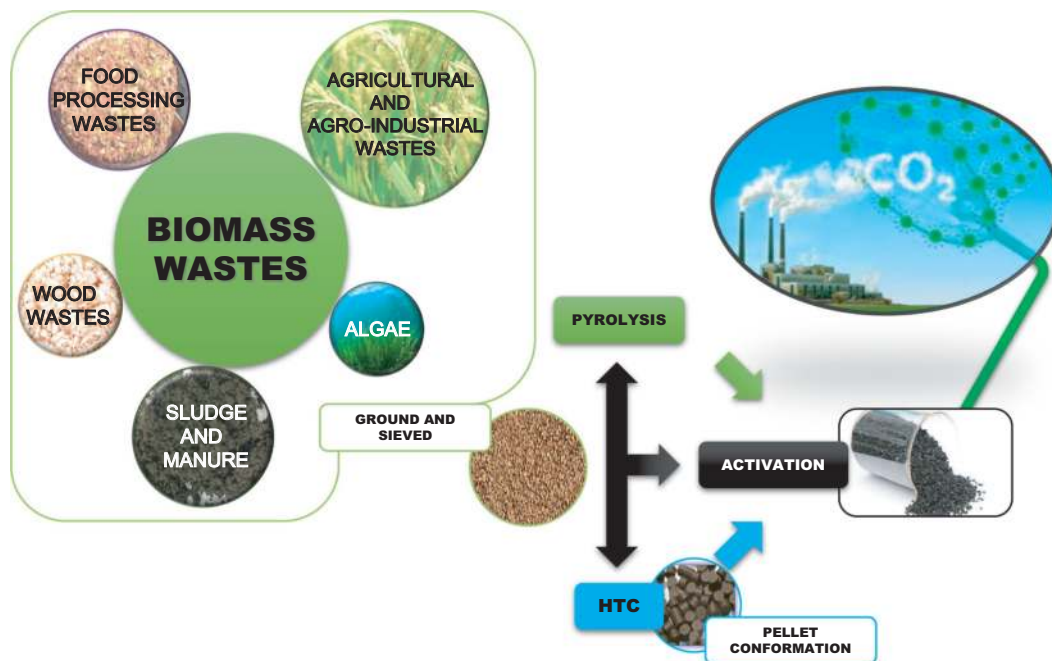 FOOD
PROCESSING
WASTES
AGRICULTURAL
AND
AGRO-INDUSTRIAL
WASTES
BIOMASS
WASTES
WOOD
WASTES
ALGAE
SLUDGE
AND
MANURE
GROUND AND
SIEVED
CO2
PYROLYSIS
ACTIVATION
HTC
PELLET
CONFORMATION